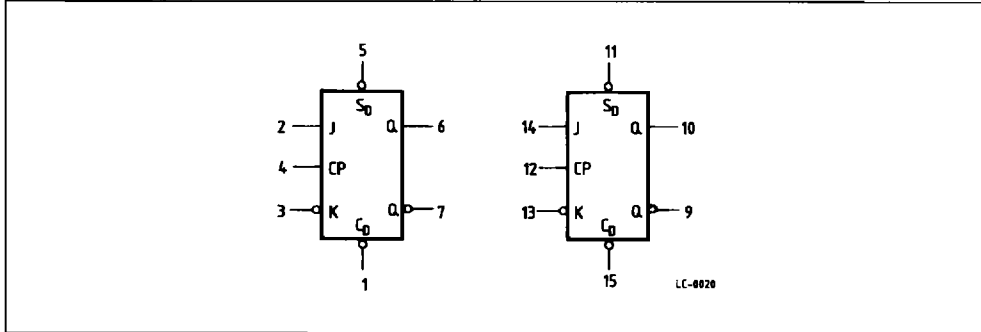 5 11
S_D S_D
2 J Q 6 14 J Q 10
4 CP 12 CP
3 K Q 7 13 K Q 9
C_D C_D
1 15 LC-0020